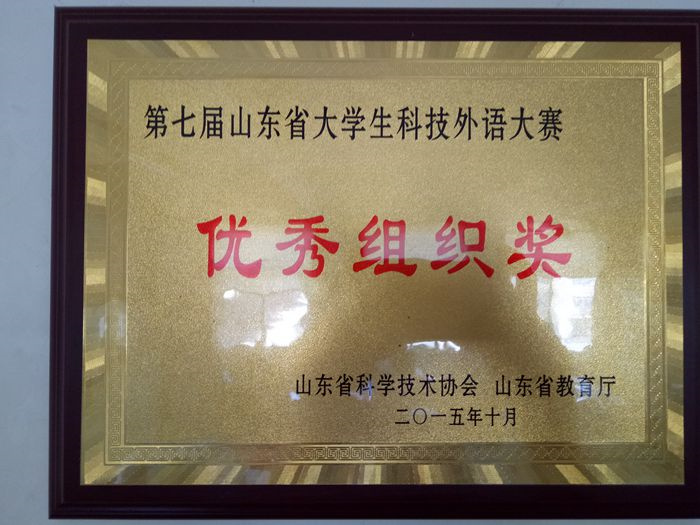 第七届山东省大学生科技外语大赛
优秀组织奖
山东省科学技术协会 山东省教育厅
二〇一五年十月